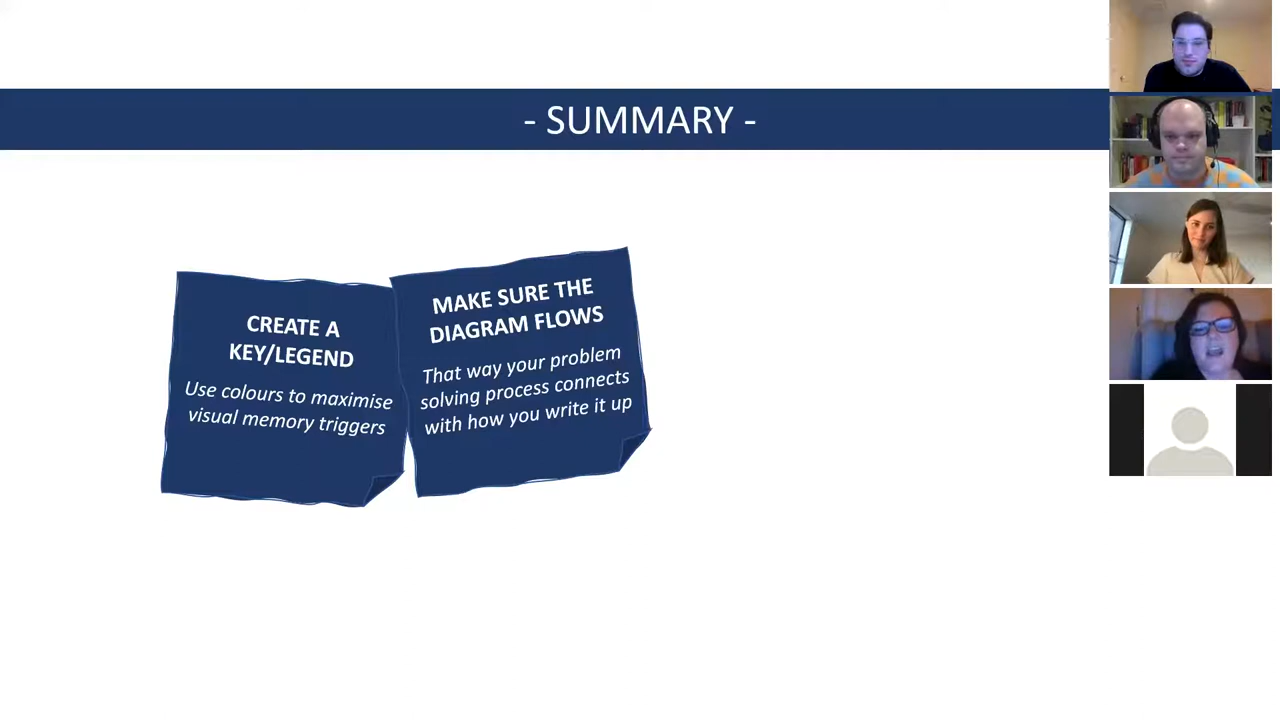 - SUMMARY -
CREATE A
KEY/LEGEND
Use colours to maximise
visual memory triggers
MAKE SURE THE
DIAGRAM FLOWS
That way your problem
solving process connects
with how you write it up